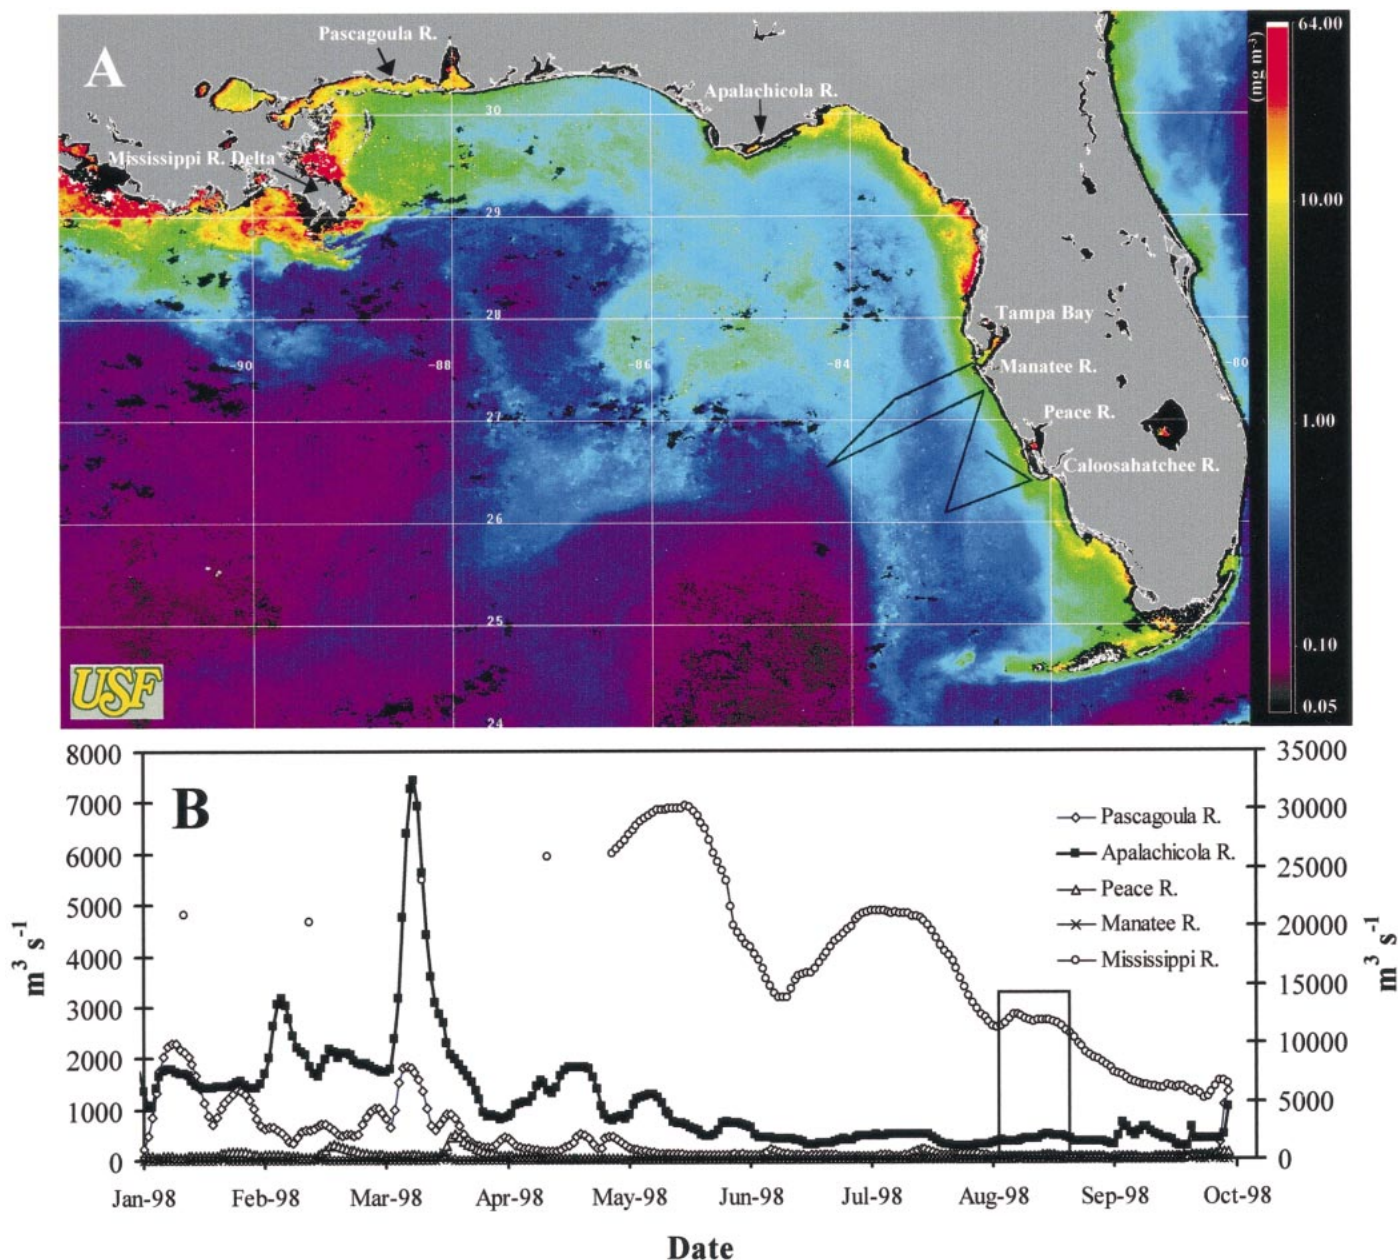 A
Pascagoula R.
64.00
(mg m-3)
Apalachicola R.
30
Mississippi R. Delta
29
10.00
28
Tampa Bay
-90
-88
-86
-84
-80
Manatee R.
27
Peace R.
1.00
Caloosahatchee R.
26
25
0.10
USF
24
0.05
B
8000
7000
6000
5000
4000
3000
2000
1000
0
m³ s⁻¹
35000
30000
25000
20000
15000
10000
5000
0
m³ s⁻¹
Pascagoula R.
Apalachicola R.
Peace R.
Manatee R.
Mississippi R.
Jan-98 Feb-98 Mar-98 Apr-98 May-98 Jun-98 Jul-98 Aug-98 Sep-98 Oct-98
Date